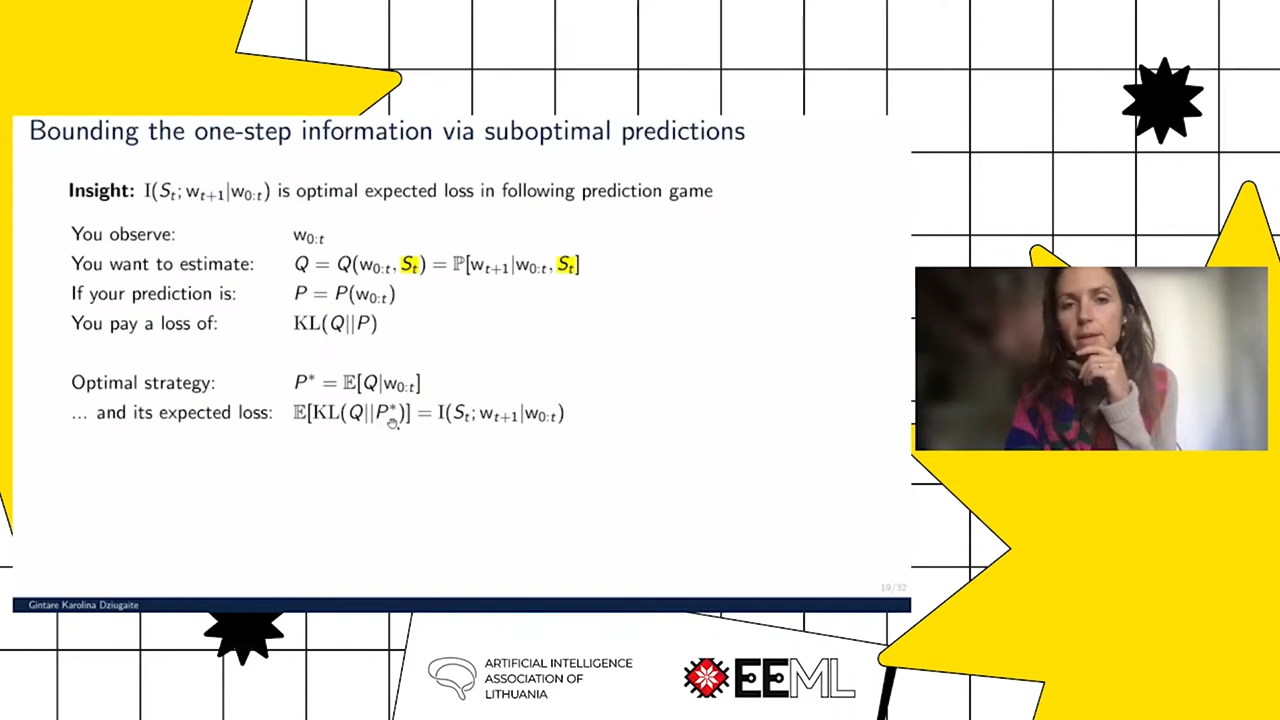 Bounding the one-step information via suboptimal predictions
Insight: I(S_t; w_{t+1}|w_{0:t}) is optimal expected loss in following prediction game
You observe: w_{0:t}
You want to estimate: Q = Q(w_{0:t}, S_t) = ℙ[w_{t+1}|w_{0:t}, S_t]
If your prediction is: P = P(w_{0:t})
You pay a loss of: KL(Q||P)
Optimal strategy: P* = 𝔼[Q|w_{0:t}]
... and its expected loss: 𝔼[KL(Q||P*)] = I(S_t; w_{t+1}|w_{0:t})
19/32
Gintare Karolina Dziugaite
ARTIFICIAL INTELLIGENCE
ASSOCIATION OF
LITHUANIA
EEML